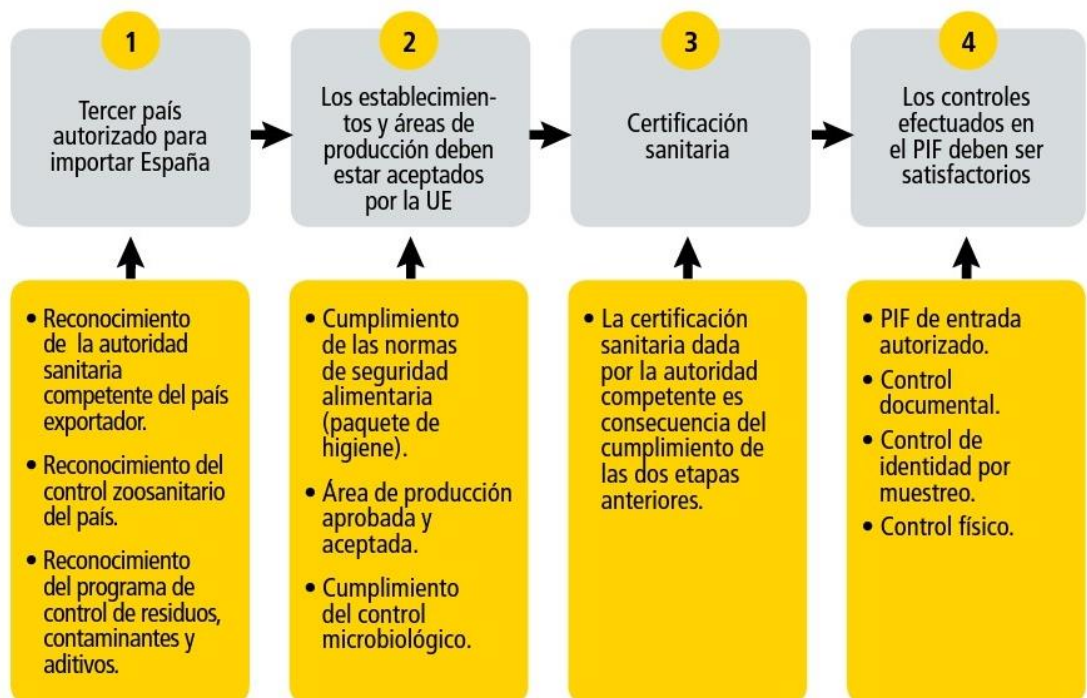 1
Tercer país
autorizado para
importar España
2
Los establecimien-
tos y áreas de
producción deben
estar aceptados
por la UE
3
Certificación
sanitaria
4
Los controles
efectuados en
el PIF deben ser
satisfactorios
• Reconocimiento
de la autoridad
sanitaria
competente del país
exportador.
• Reconocimiento del
control zoosanitario
del país.
• Reconocimiento
del programa de
control de residuos,
contaminantes y
aditivos.
• Cumplimiento
de las normas
de seguridad
alimentaria
(paquete de
higiene).
• Área de producción
aprobada y
aceptada.
• Cumplimiento
del control
microbiológico.
• La certificación
sanitaria dada
por la autoridad
competente es
consecuencia del
cumplimiento de
las dos etapas
anteriores.
• PIF de entrada
autorizado.
• Control
documental.
• Control de
identidad por
muestreo.
• Control físico.